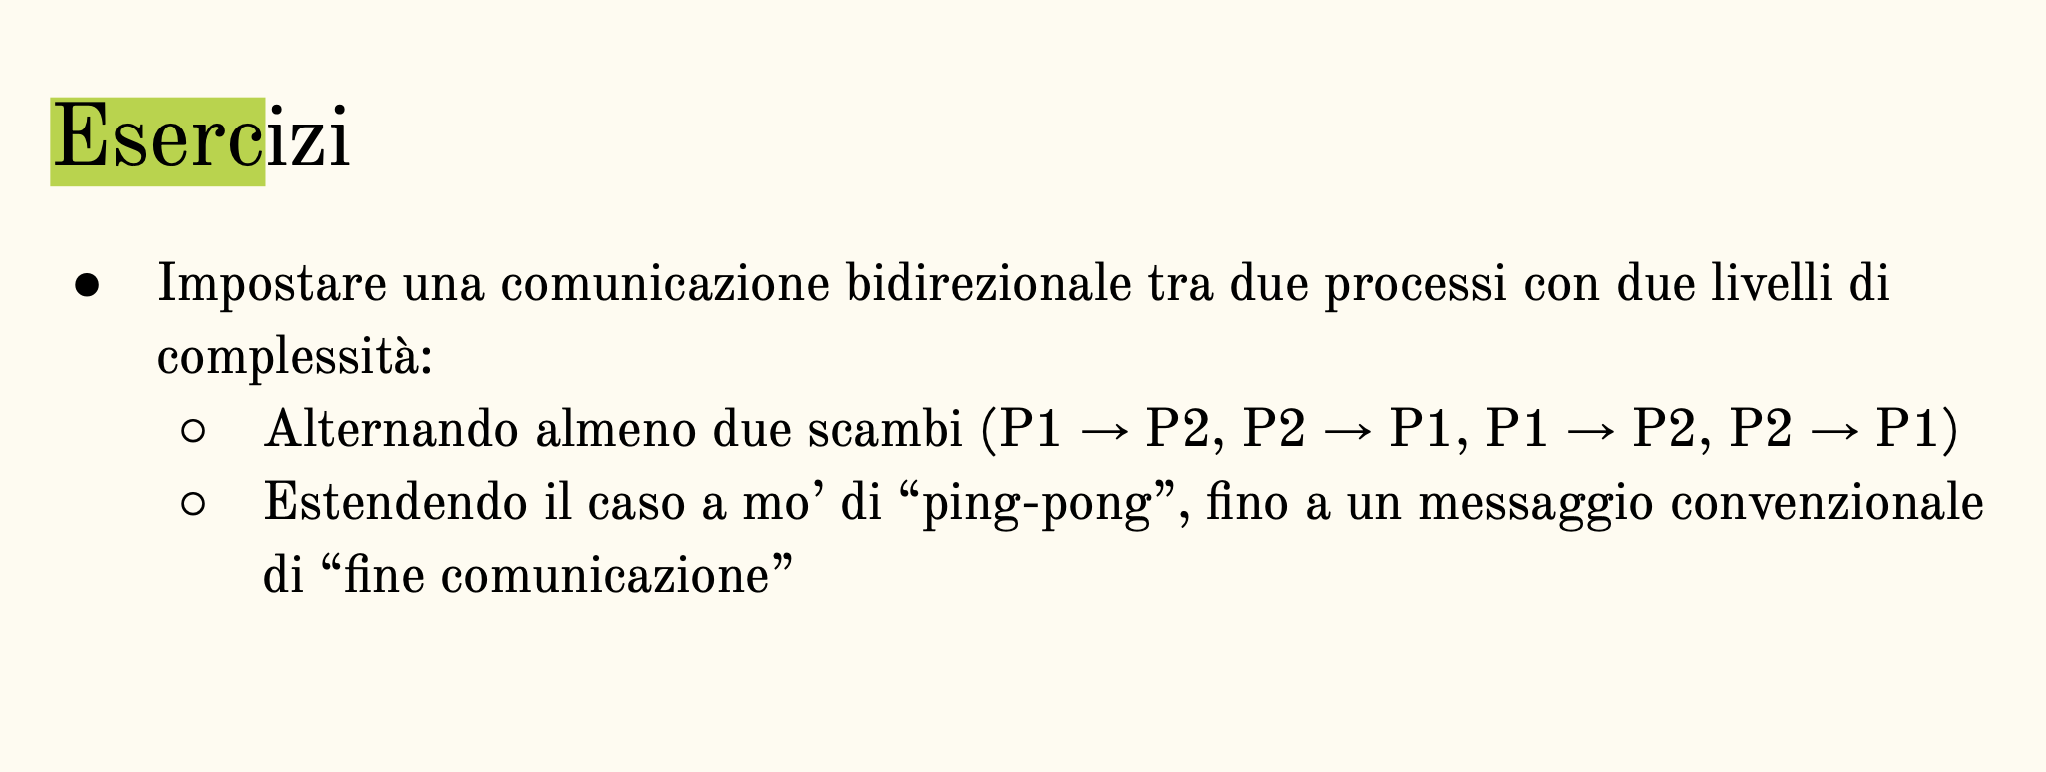 Esercizi
● Impostare una comunicazione bidirezionale tra due processi con due livelli di
complessità:
○ Alternando almeno due scambi (P1 → P2, P2 → P1, P1 → P2, P2 → P1)
○ Estendendo il caso a mo’ di “ping-pong”, fino a un messaggio convenzionale
di “fine comunicazione”